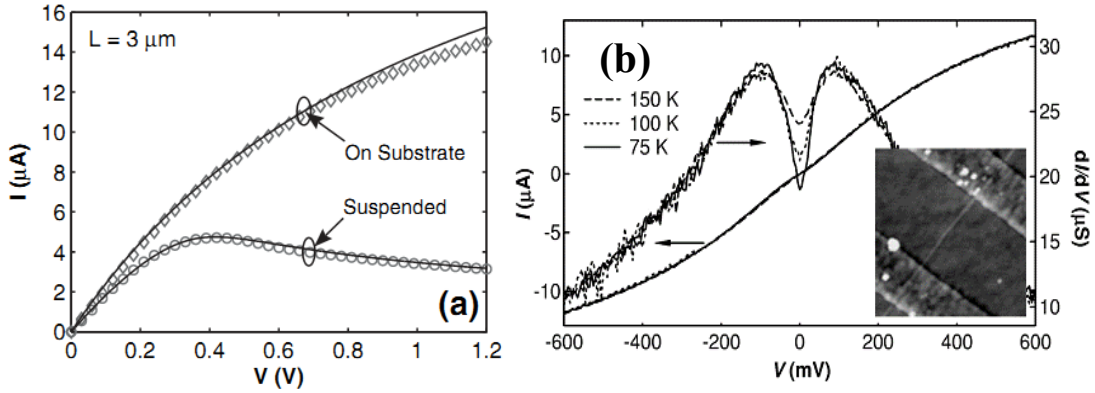 16
14
12
10
8
6
4
2
0
I (μA)
L = 3 μm
On Substrate
Suspended
(a)
0 0.2 0.4 0.6 0.8 1.0 1.2
V (V)
(b)
10
5
0
-5
-10
I (μA)
150 K
100 K
75 K
30
25
20
15
10
dI/dV (μS)
-600 -400 -200 0 200 400 600
V (mV)